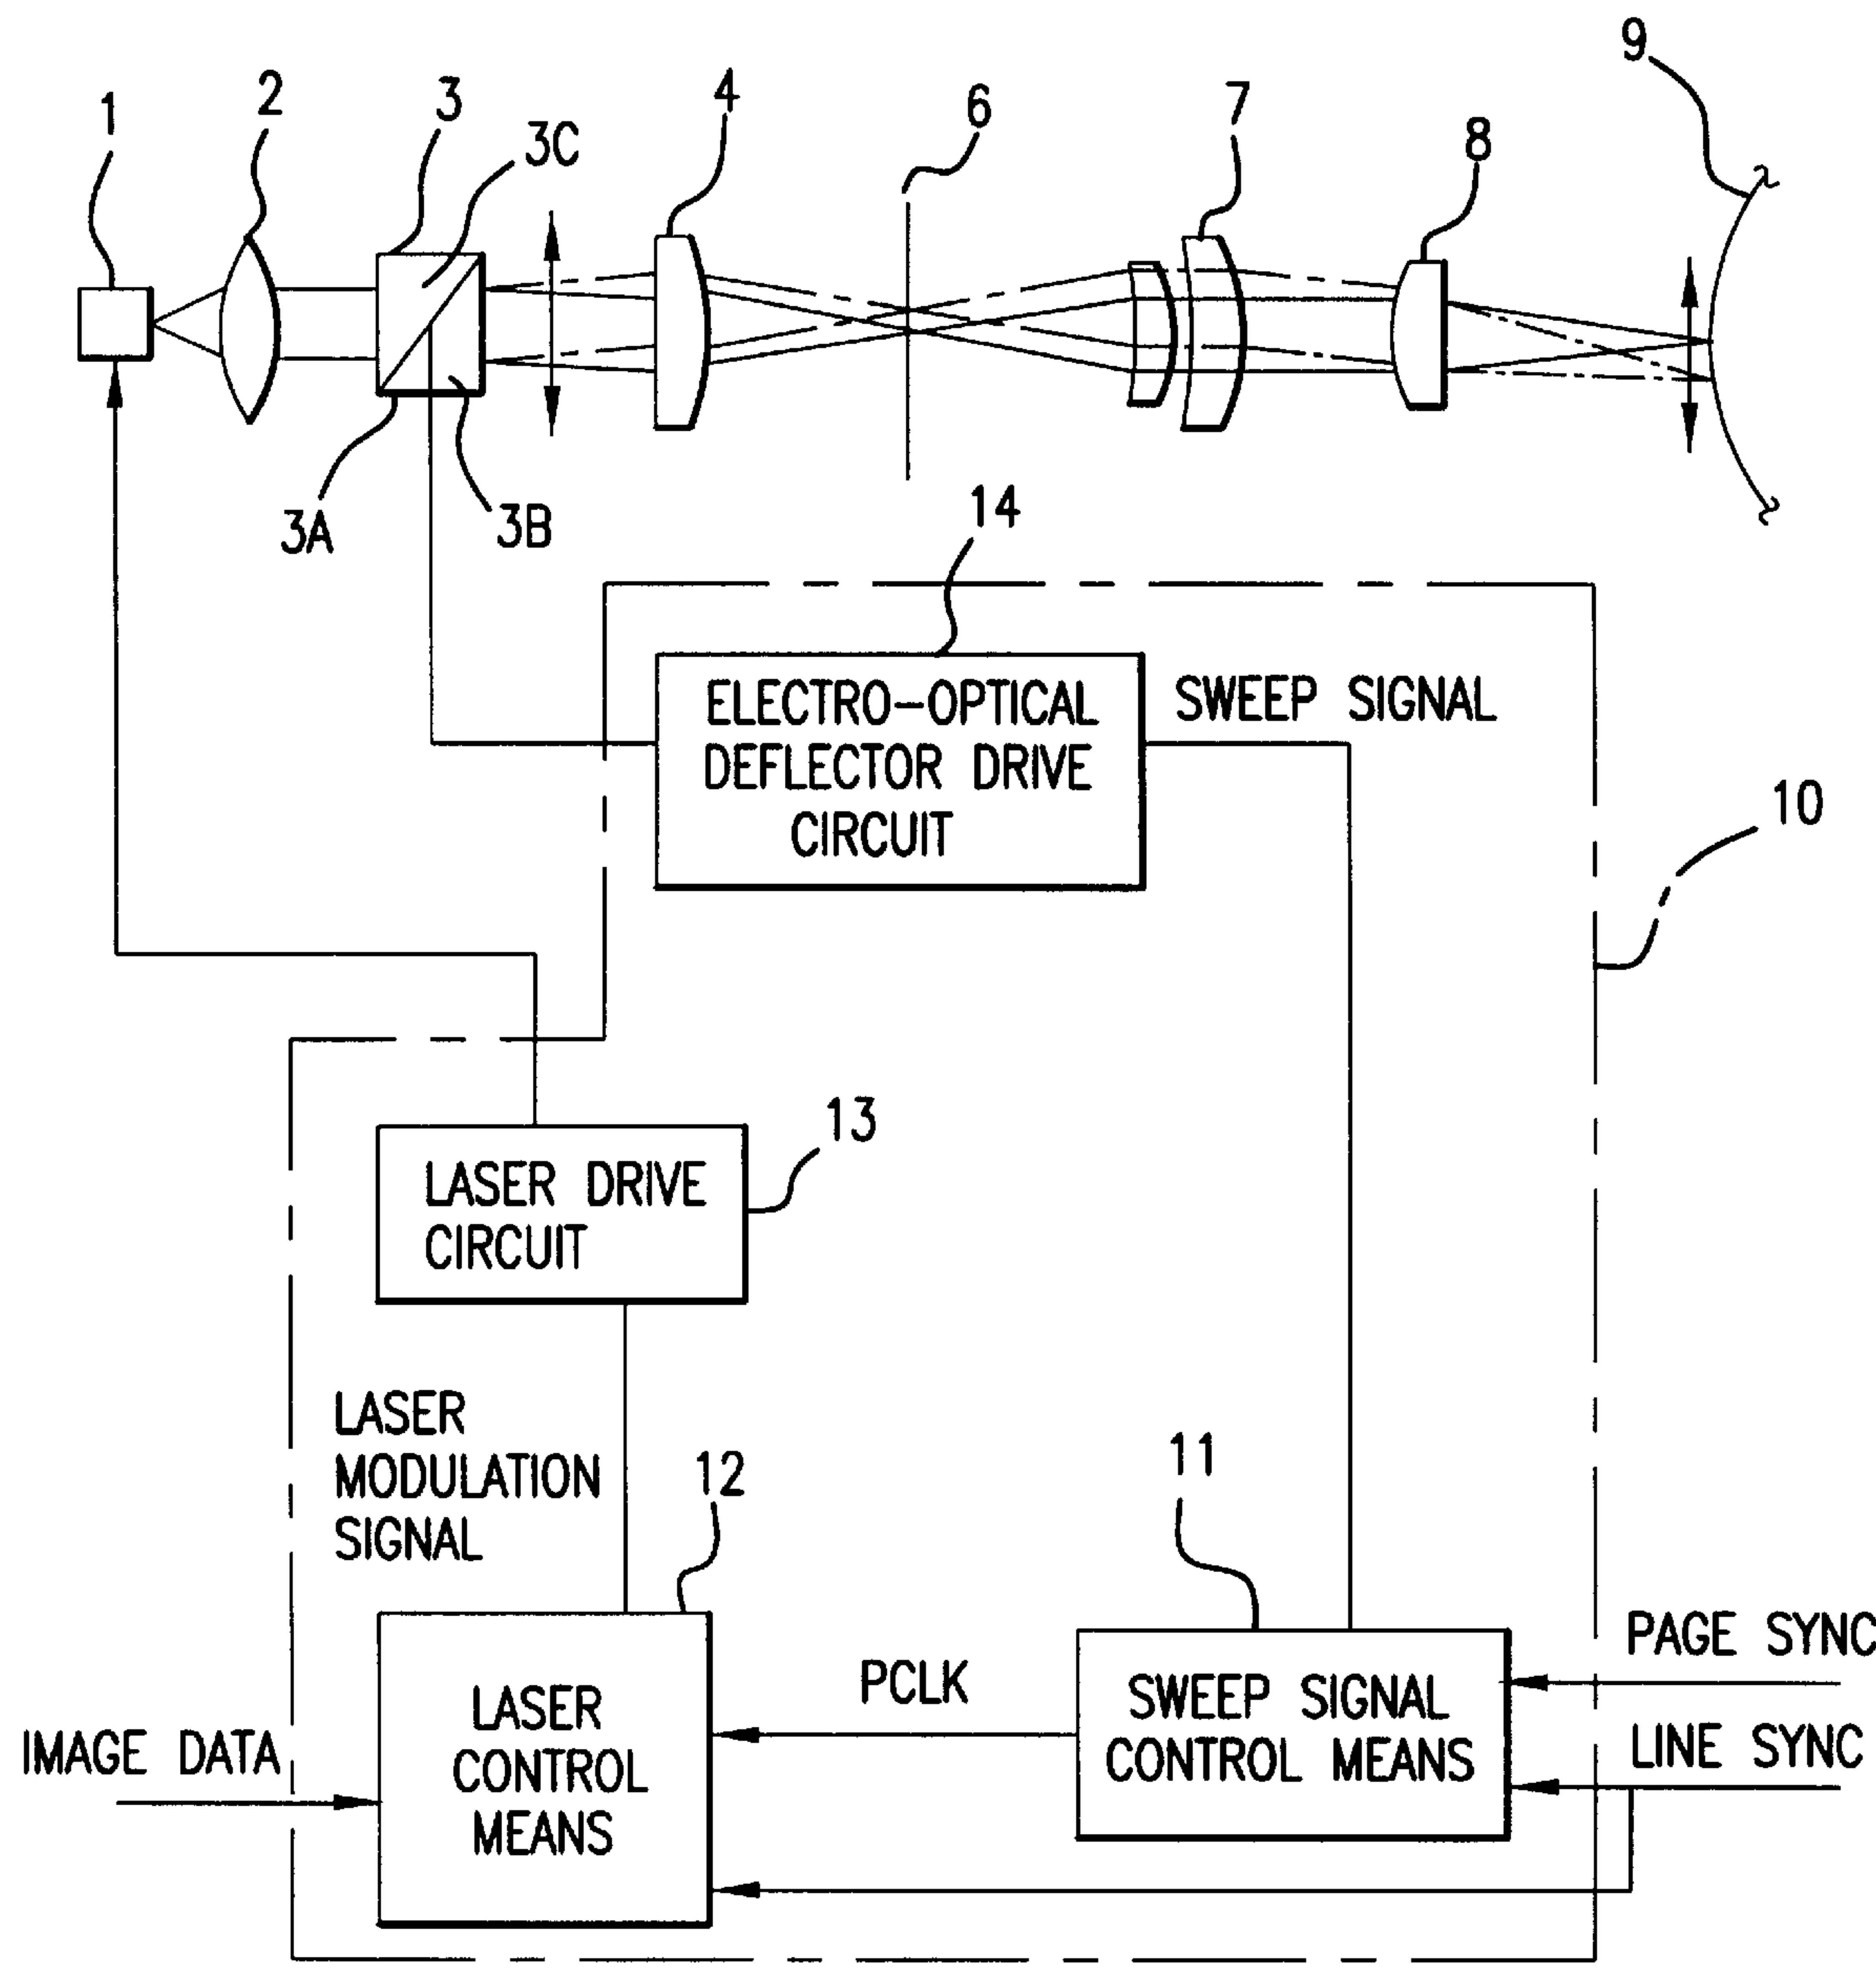 1
2
3
3C
4
6
7
8
9
3A
3B
14
ELECTRO-OPTICAL
DEFLECTOR DRIVE
CIRCUIT
SWEEP SIGNAL
10
13
LASER DRIVE
CIRCUIT
LASER
MODULATION
SIGNAL
12
11
LASER
CONTROL
MEANS
PCLK
SWEEP SIGNAL
CONTROL MEANS
PAGE SYNC
LINE SYNC
IMAGE DATA